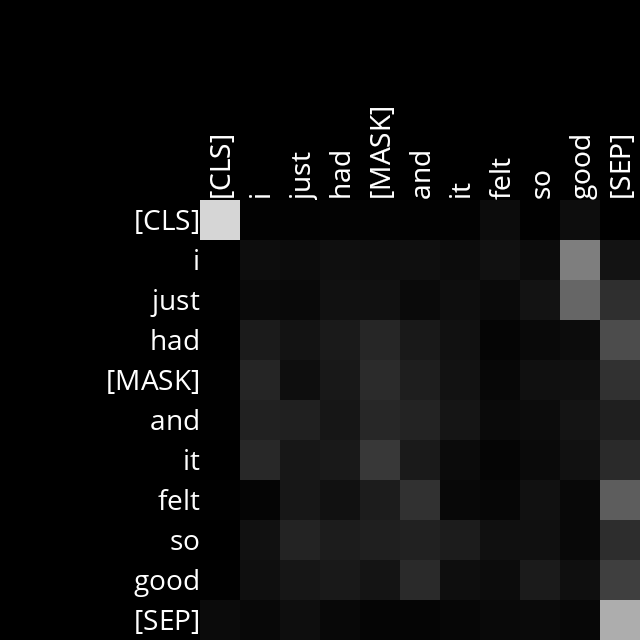 [CLS] i just had [MASK] and it felt so good [SEP]
[CLS]
i
just
had
[MASK]
and
it
felt
so
good
[SEP]